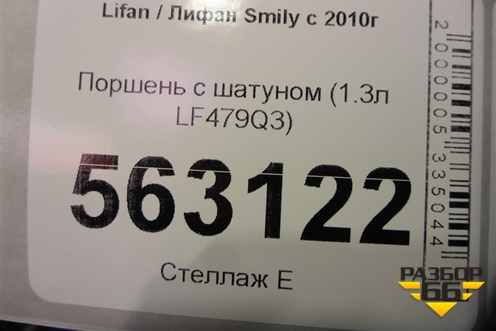 Lifan / Лифан Smily с 2010г
Поршень с шатуном (1.3л
LF479Q3)
563122
Стеллаж Е
2000005335044
РАЗБОР
66